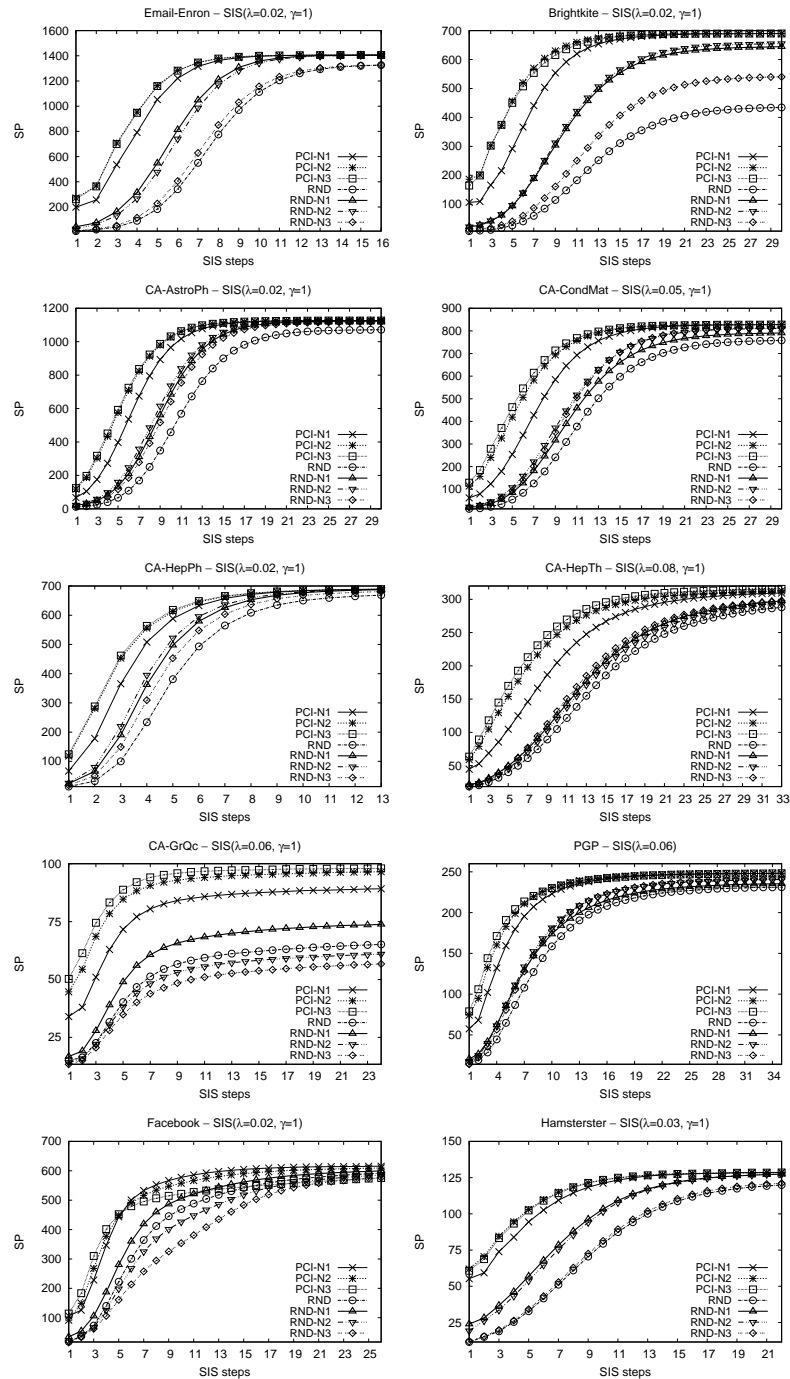 Email-Enron – SIS(λ=0.02, γ=1)
1600
1400
1200
1000
800
600
400
200
SP
PCI-N1
PCI-N2
PCI-N3
RND
RND-N1
RND-N2
RND-N3
1 2 3 4 5 6 7 8 9 10 11 12 13 14 15 16
SIS steps
Brightkite – SIS(λ=0.02, γ=1)
700
600
500
400
300
200
100
SP
PCI-N1
PCI-N2
PCI-N3
RND
RND-N1
RND-N2
RND-N3
1 3 5 7 9 11 13 15 17 19 21 23 25 27 29
SIS steps
CA-AstroPh – SIS(λ=0.02, γ=1)
1200
1000
800
600
400
200
0
SP
PCI-N1
PCI-N2
PCI-N3
RND
RND-N1
RND-N2
RND-N3
1 3 5 7 9 11 13 15 17 19 21 23 25 27 29
SIS steps
CA-CondMat – SIS(λ=0.05, γ=1)
900
800
700
600
500
400
300
200
100
SP
PCI-N1
PCI-N2
PCI-N3
RND
RND-N1
RND-N2
RND-N3
1 3 5 7 9 11 13 15 17 19 21 23 25 27 29
SIS steps
CA-HepPh – SIS(λ=0.02, γ=1)
700
600
500
400
300
200
100
SP
PCI-N1
PCI-N2
PCI-N3
RND
RND-N1
RND-N2
RND-N3
1 2 3 4 5 6 7 8 9 10 11 12 13
SIS steps
CA-HepTh – SIS(λ=0.08, γ=1)
300
250
200
150
100
50
SP
PCI-N1
PCI-N2
PCI-N3
RND
RND-N1
RND-N2
RND-N3
1 3 5 7 9 11 13 15 17 19 21 23 25 27 29 31 33
SIS steps
CA-GrQc – SIS(λ=0.06, γ=1)
100
75
50
25
SP
PCI-N1
PCI-N2
PCI-N3
RND
RND-N1
RND-N2
RND-N3
1 3 5 7 9 11 13 15 17 19 21 23
SIS steps
PGP – SIS(λ=0.06)
250
200
150
100
50
SP
PCI-N1
PCI-N2
PCI-N3
RND
RND-N1
RND-N2
RND-N3
1 4 7 10 13 16 19 22 25 28 31 34
SIS steps
Facebook – SIS(λ=0.02, γ=1)
700
600
500
400
300
200
100
SP
PCI-N1
PCI-N2
PCI-N3
RND
RND-N1
RND-N2
RND-N3
1 3 5 7 9 11 13 15 17 19 21 23 25
SIS steps
Hamsterster – SIS(λ=0.03, γ=1)
150
125
100
75
50
25
SP
PCI-N1
PCI-N2
PCI-N3
RND
RND-N1
RND-N2
RND-N3
1 3 5 7 9 11 13 15 17 19 21
SIS steps